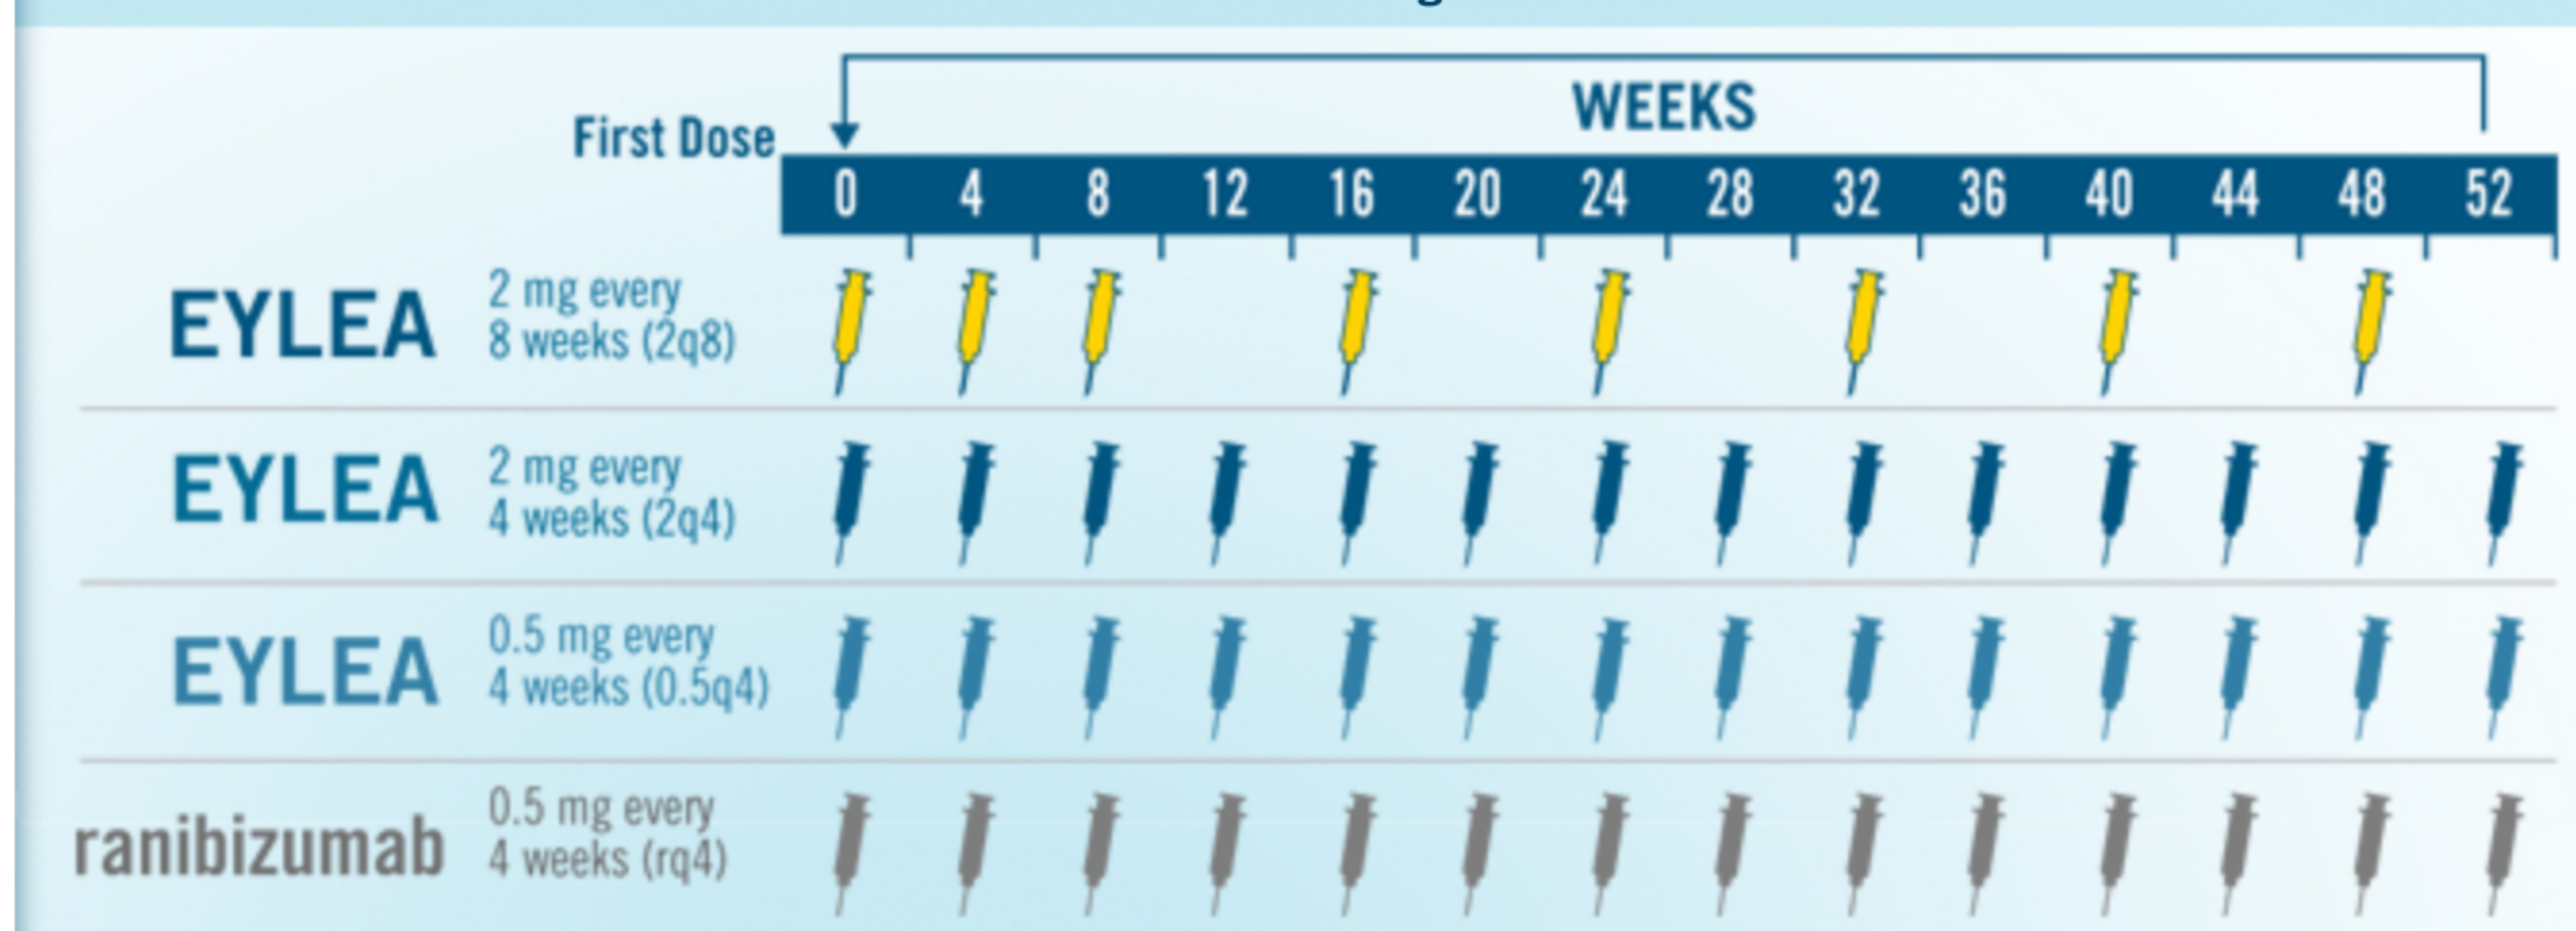 WEEKS
First Dose
0 4 8 12 16 20 24 28 32 36 40 44 48 52
EYLEA 2 mg every
8 weeks (2q8)
EYLEA 2 mg every
4 weeks (2q4)
EYLEA 0.5 mg every
4 weeks (0.5q4)
ranibizumab 0.5 mg every
4 weeks (rq4)